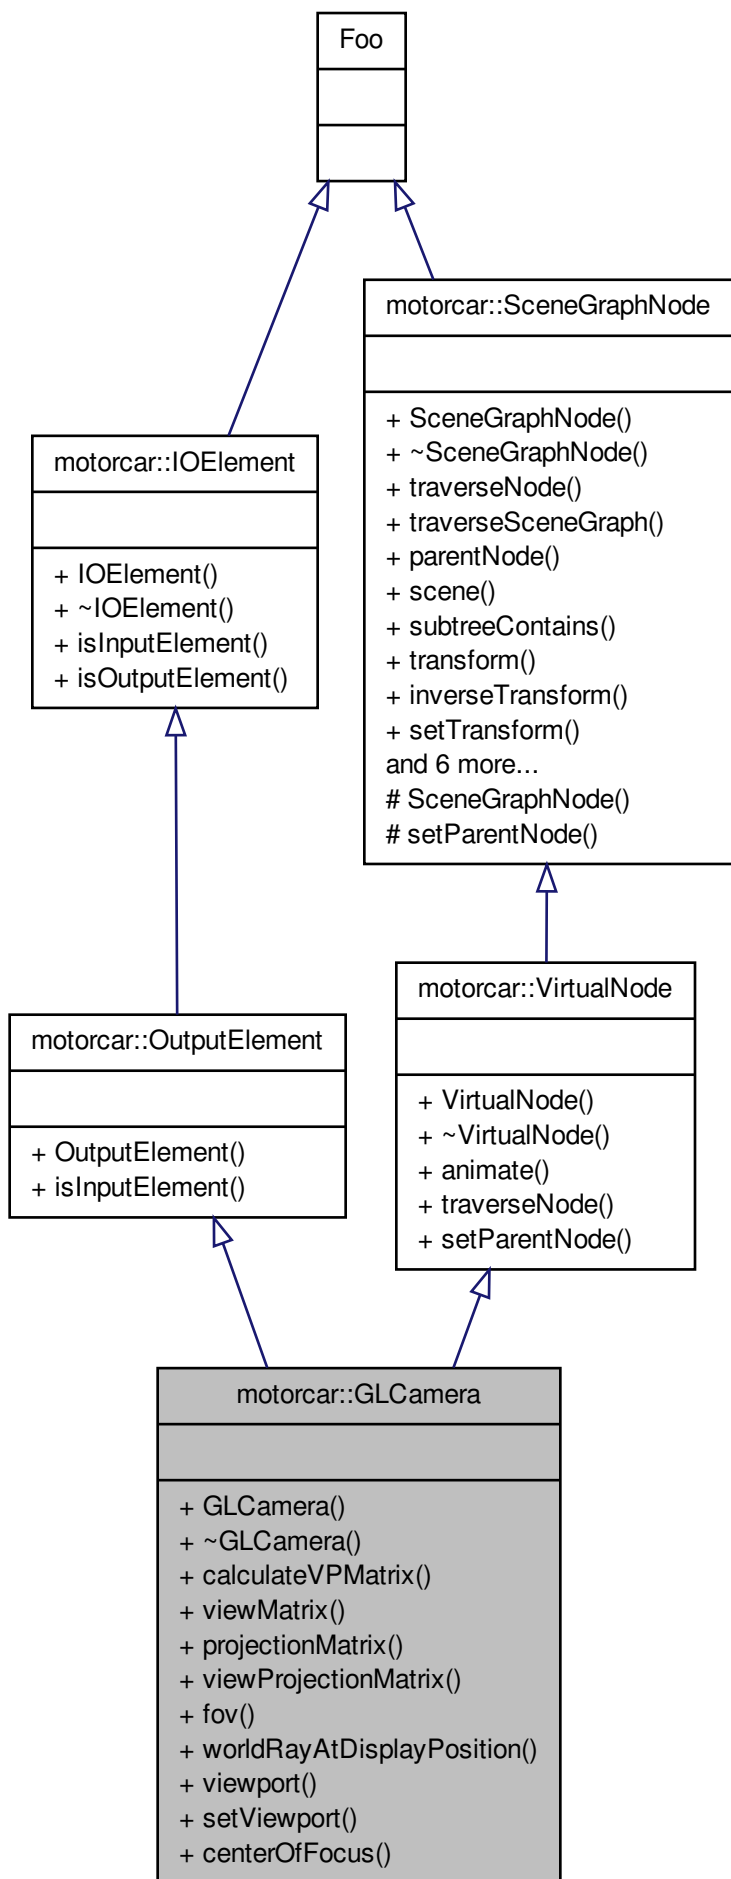 Foo
motorcar::SceneGraphNode
+ SceneGraphNode()
+ ~SceneGraphNode()
+ traverseNode()
+ traverseSceneGraph()
+ parentNode()
+ scene()
+ subtreeContains()
+ transform()
+ inverseTransform()
+ setTransform()
and 6 more...
# SceneGraphNode()
# setParentNode()
motorcar::IOElement
+ IOElement()
+ ~IOElement()
+ isInputElement()
+ isOutputElement()
motorcar::VirtualNode
+ VirtualNode()
+ ~VirtualNode()
+ animate()
+ traverseNode()
+ setParentNode()
motorcar::OutputElement
+ OutputElement()
+ isInputElement()
motorcar::GLCamera
+ GLCamera()
+ ~GLCamera()
+ calculateVPMatrix()
+ viewMatrix()
+ projectionMatrix()
+ viewProjectionMatrix()
+ fov()
+ worldRayAtDisplayPosition()
+ viewport()
+ setViewport()
+ centerOfFocus()